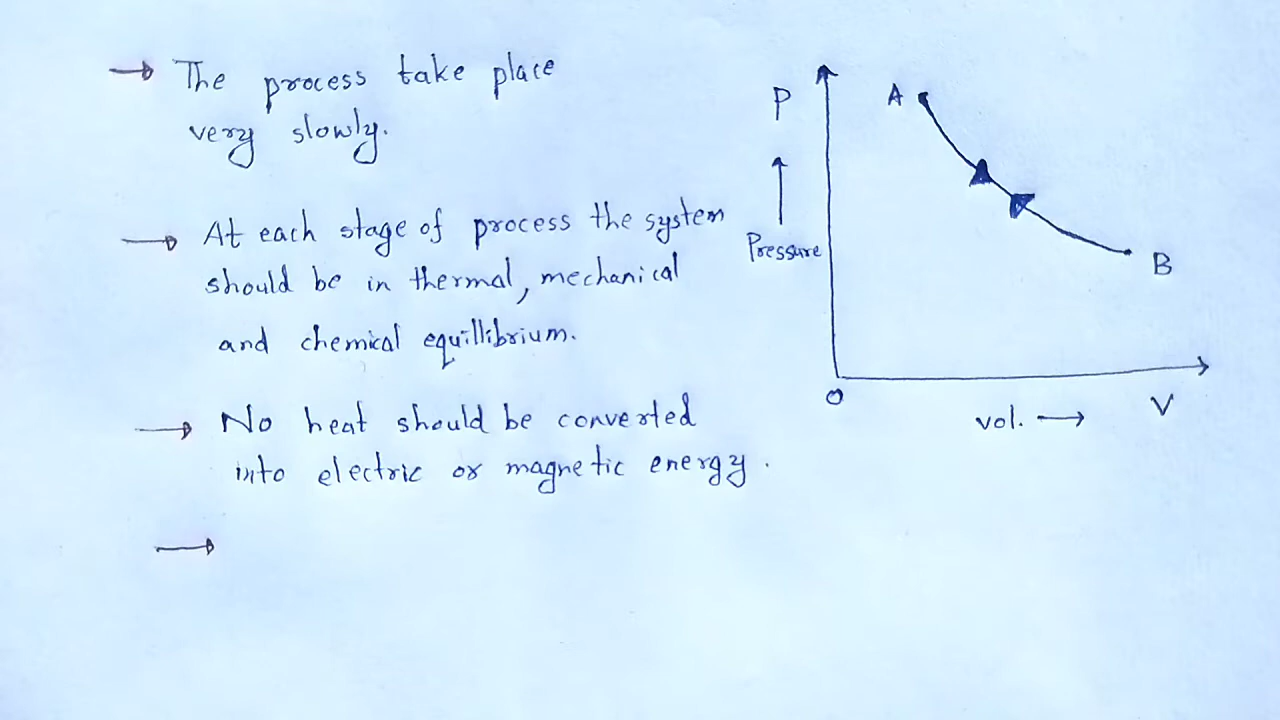 → The process take place
very slowly.
→ At each stage of process the system
should be in thermal, mechanical
and chemical equillibrium.
→ No heat should be converted
into electric or magnetic energy.
→
P
A
↑
Pressure
B
O
vol. →
V